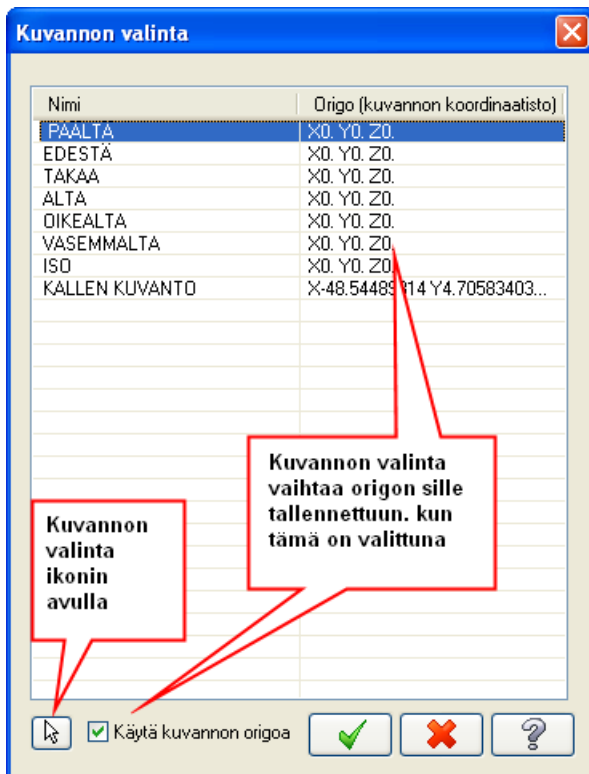 Kuvannon valinta
Nimi Origo (kuvannon koordinaatisto)
PÄÄLTÄ X0. Y0. Z0.
EDESTÄ X0. Y0. Z0.
TAKAA X0. Y0. Z0.
ALTA X0. Y0. Z0.
OIKEALTA X0. Y0. Z0.
VASEMMALTA X0. Y0. Z0.
ISO X0. Y0. Z0.
KALLEN KUVANTO Y4.70583403...
Kuvannon valinta
vaihtaa origon sille
tallennettuun. kun
tämä on valittuna
Kuvannon
valinta
ikonin
avulla
Käytä kuvannon origoa